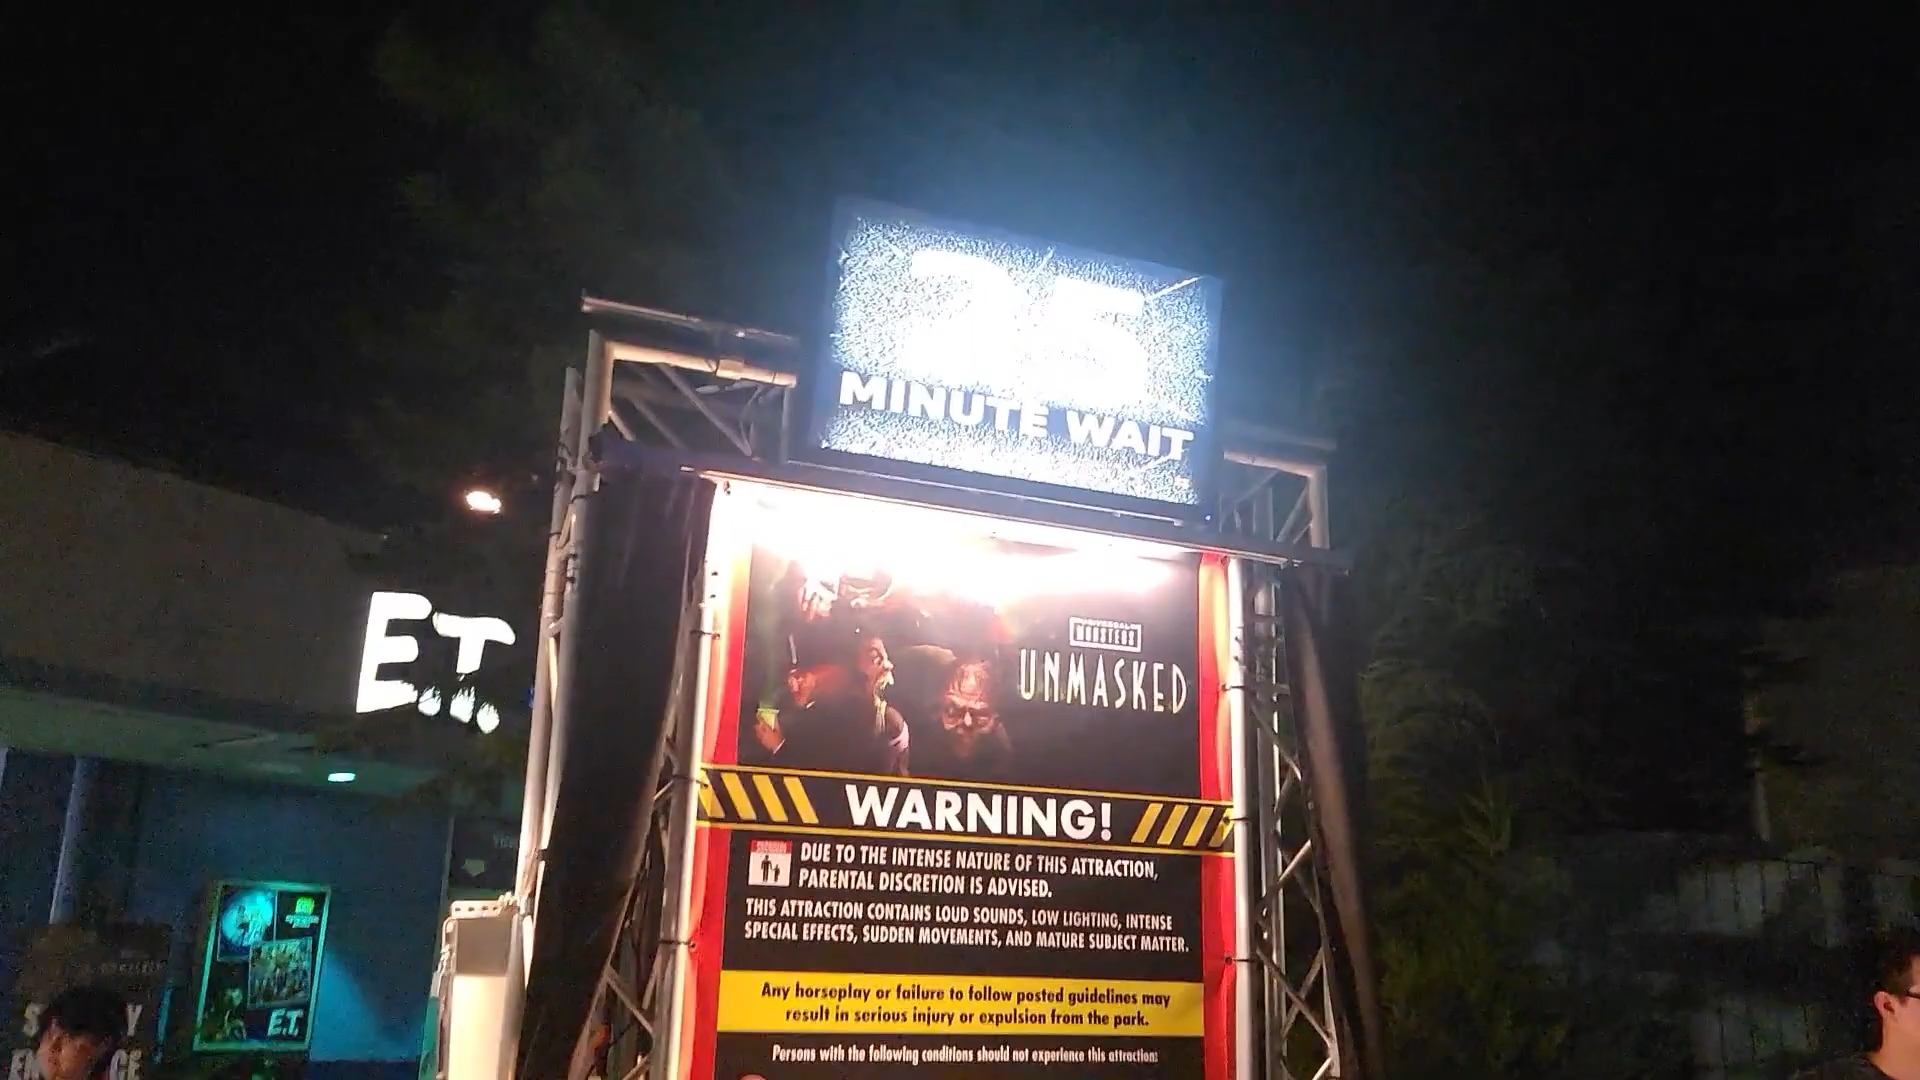 25
MINUTE WAIT
E.T.
UNIVERSAL
MONSTERS
UNMASKED
WARNING!
DUE TO THE INTENSE NATURE OF THIS ATTRACTION,
PARENTAL DISCRETION IS ADVISED.
THIS ATTRACTION CONTAINS LOUD SOUNDS, LOW LIGHTING, INTENSE
SPECIAL EFFECTS, SUDDEN MOVEMENTS, AND MATURE SUBJECT MATTER.
Any horseplay or failure to follow posted guidelines may
result in serious injury or expulsion from the park.
Persons with the following conditions should not experience this attraction:
E.T.